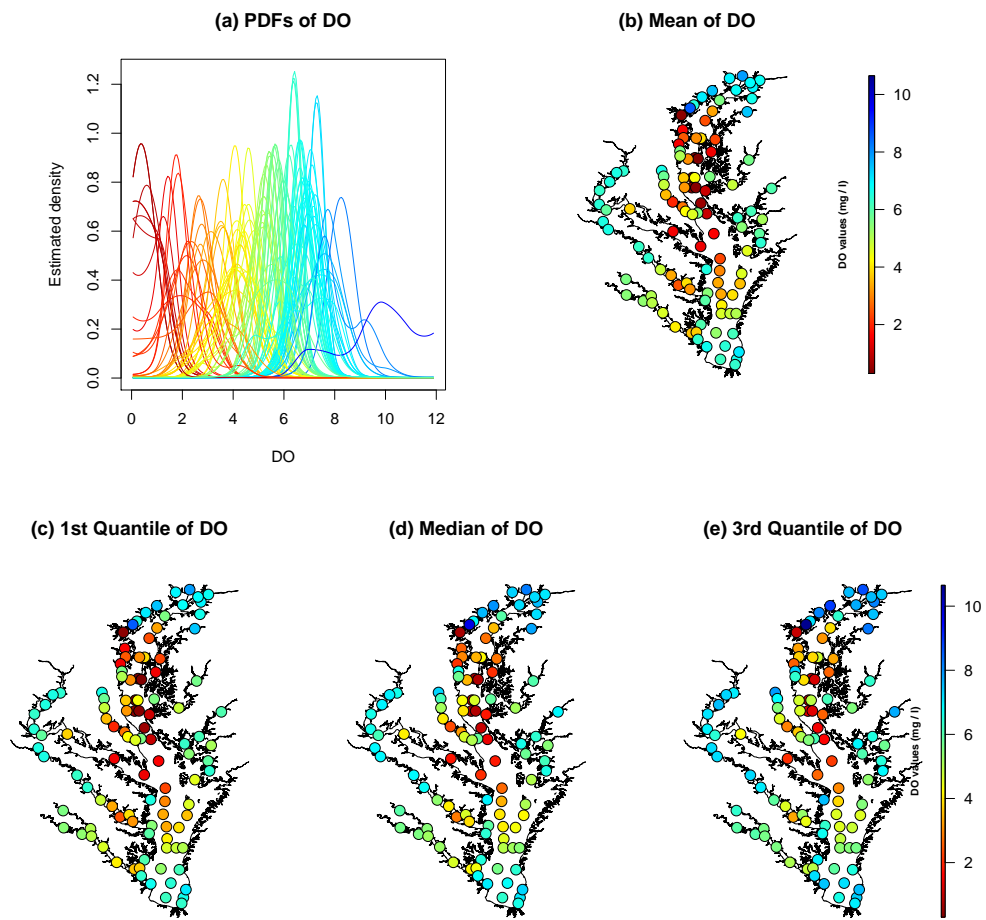 (a) PDFs of DO
(b) Mean of DO
Estimated density
0.0 0.2 0.4 0.6 0.8 1.0 1.2
0 2 4 6 8 10 12
DO
DO values (mg / l)
10
8
6
4
2
(c) 1st Quantile of DO
(d) Median of DO
(e) 3rd Quantile of DO
DO values (mg / l)
10
8
6
4
2